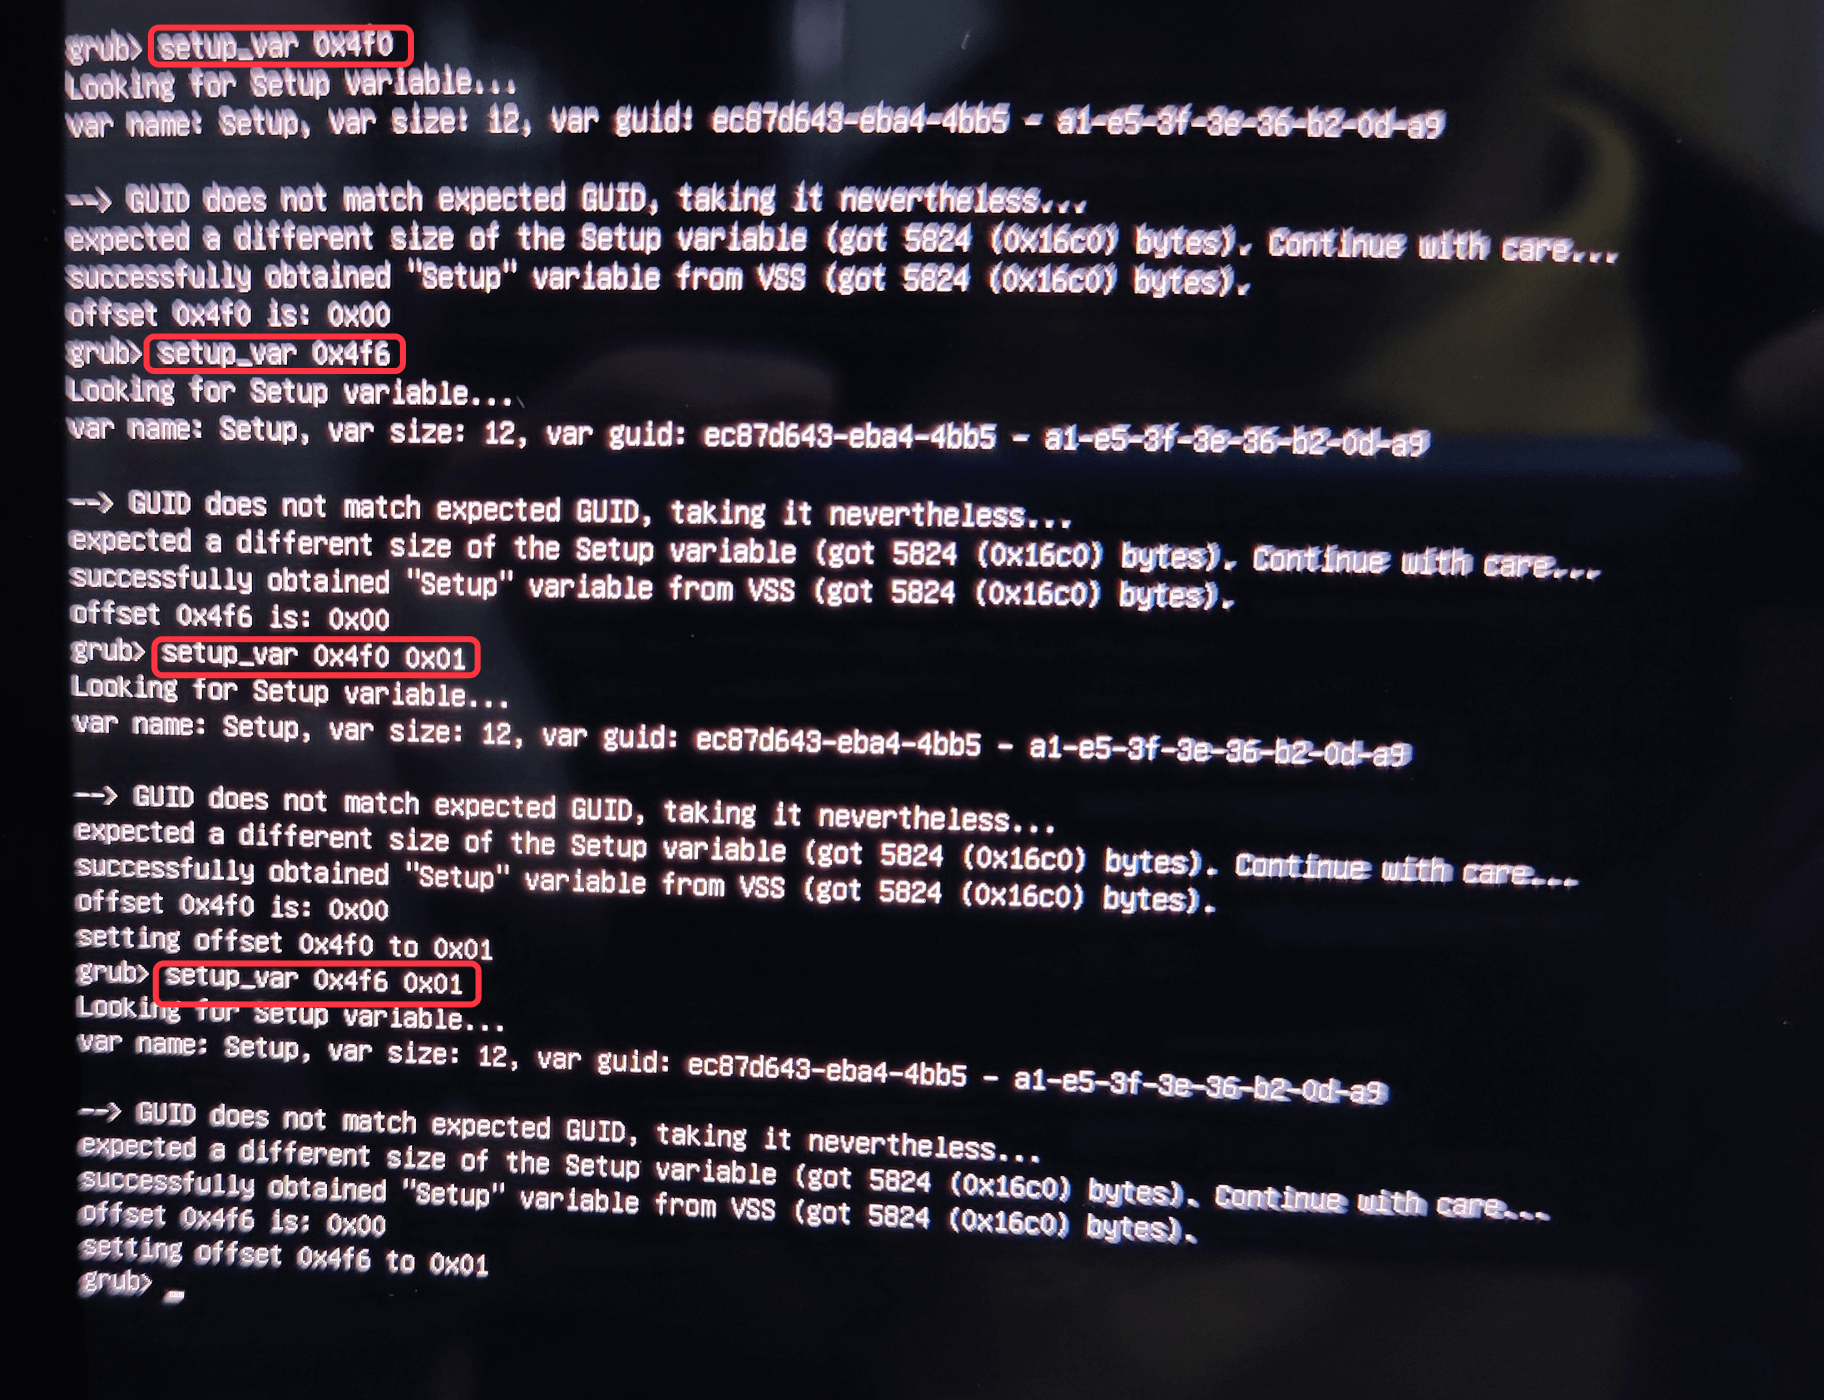 grub> setup_var 0x4f0
Looking for Setup variable...
var name: Setup, var size: 12, var guid: ec87d643-eba4-4bb5 - a1-e5-3f-3e-36-b2-0d-a9
--> GUID does not match expected GUID, taking it nevertheless...
expected a different size of the Setup variable (got 5824 (0x16c0) bytes). Continue with care...
successfully obtained "Setup" variable from VSS (got 5824 (0x16c0) bytes).
offset 0x4f0 is: 0x00
grub> setup_var 0x4f6
Looking for Setup variable...
var name: Setup, var size: 12, var guid: ec87d643-eba4-4bb5 - a1-e5-3f-3e-36-b2-0d-a9
--> GUID does not match expected GUID, taking it nevertheless...
expected a different size of the Setup variable (got 5824 (0x16c0) bytes). Continue with care...
successfully obtained "Setup" variable from VSS (got 5824 (0x16c0) bytes).
offset 0x4f6 is: 0x00
grub> setup_var 0x4f0 0x01
Looking for Setup variable...
var name: Setup, var size: 12, var guid: ec87d643-eba4-4bb5 - a1-e5-3f-3e-36-b2-0d-a9
--> GUID does not match expected GUID, taking it nevertheless...
expected a different size of the Setup variable (got 5824 (0x16c0) bytes). Continue with care...
successfully obtained "Setup" variable from VSS (got 5824 (0x16c0) bytes).
offset 0x4f0 is: 0x00
setting offset 0x4f0 to 0x01
grub> setup_var 0x4f6 0x01
Looking for Setup variable...
var name: Setup, var size: 12, var guid: ec87d643-eba4-4bb5 - a1-e5-3f-3e-36-b2-0d-a9
--> GUID does not match expected GUID, taking it nevertheless...
expected a different size of the Setup variable (got 5824 (0x16c0) bytes). Continue with care...
successfully obtained "Setup" variable from VSS (got 5824 (0x16c0) bytes).
offset 0x4f6 is: 0x00
setting offset 0x4f6 to 0x01
grub> _